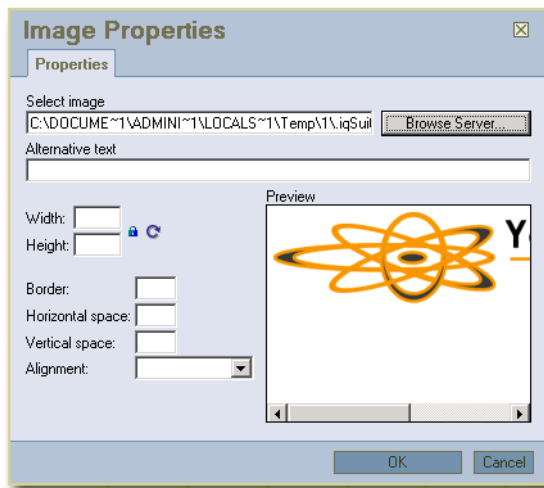 Image Properties
Properties
Select image
C:\DOCUME~1\ADMINI~1\LOCALS~1\Temp\1\.iqSui
Browse Server...
Alternative text
Preview
Width:
Height:
Border:
Horizontal space:
Vertical space:
Alignment:
OK
Cancel